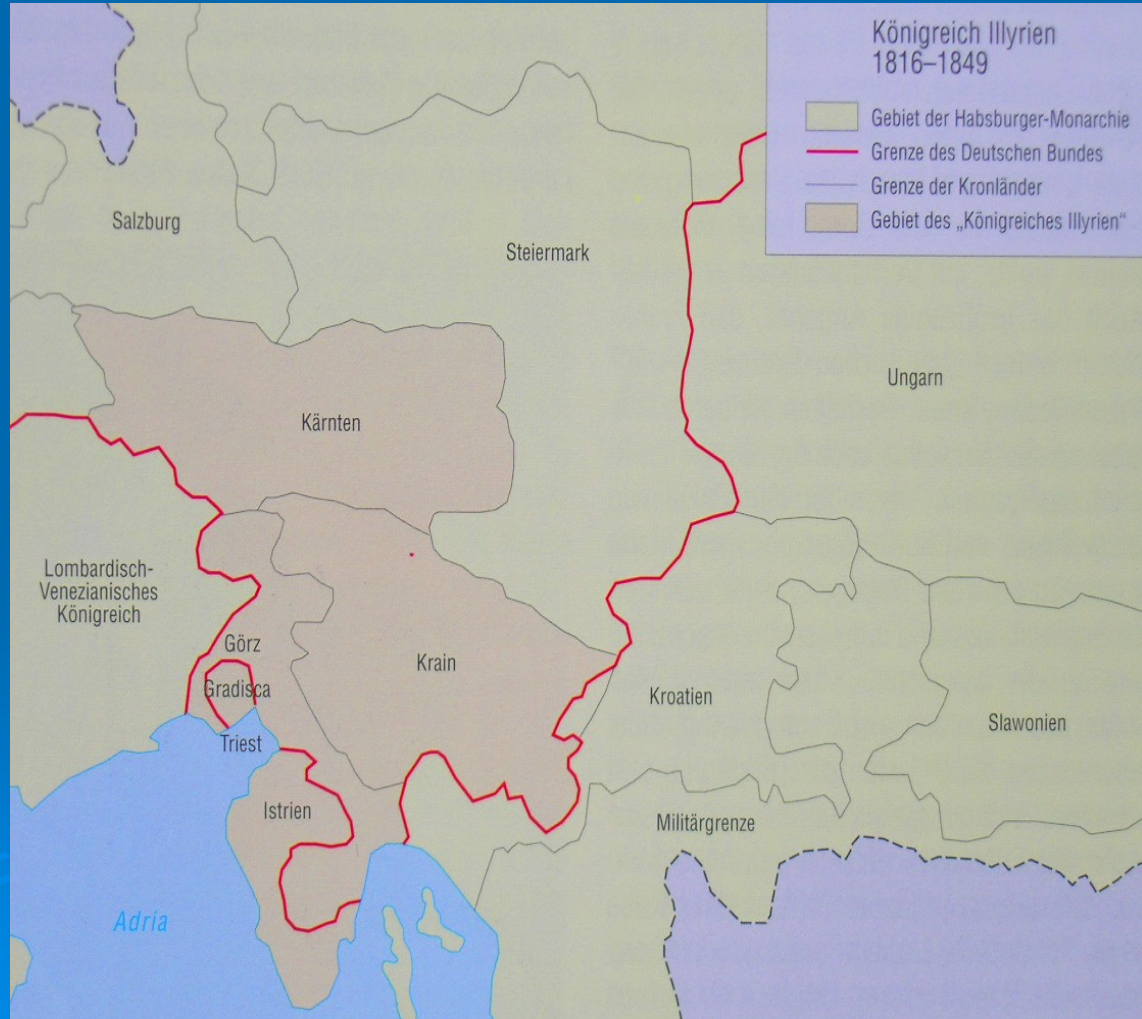 Königreich Illyrien
1816–1849
Gebiet der Habsburger-Monarchie
Grenze des Deutschen Bundes
Grenze der Kronländer
Gebiet des „Königreiches Illyrien“
Salzburg
Steiermark
Ungarn
Kärnten
Lombardisch-
Venezianisches
Königreich
Görz
Gradisca
Krain
Triest
Kroatien
Slawonien
Istrien
Militärgrenze
Adria